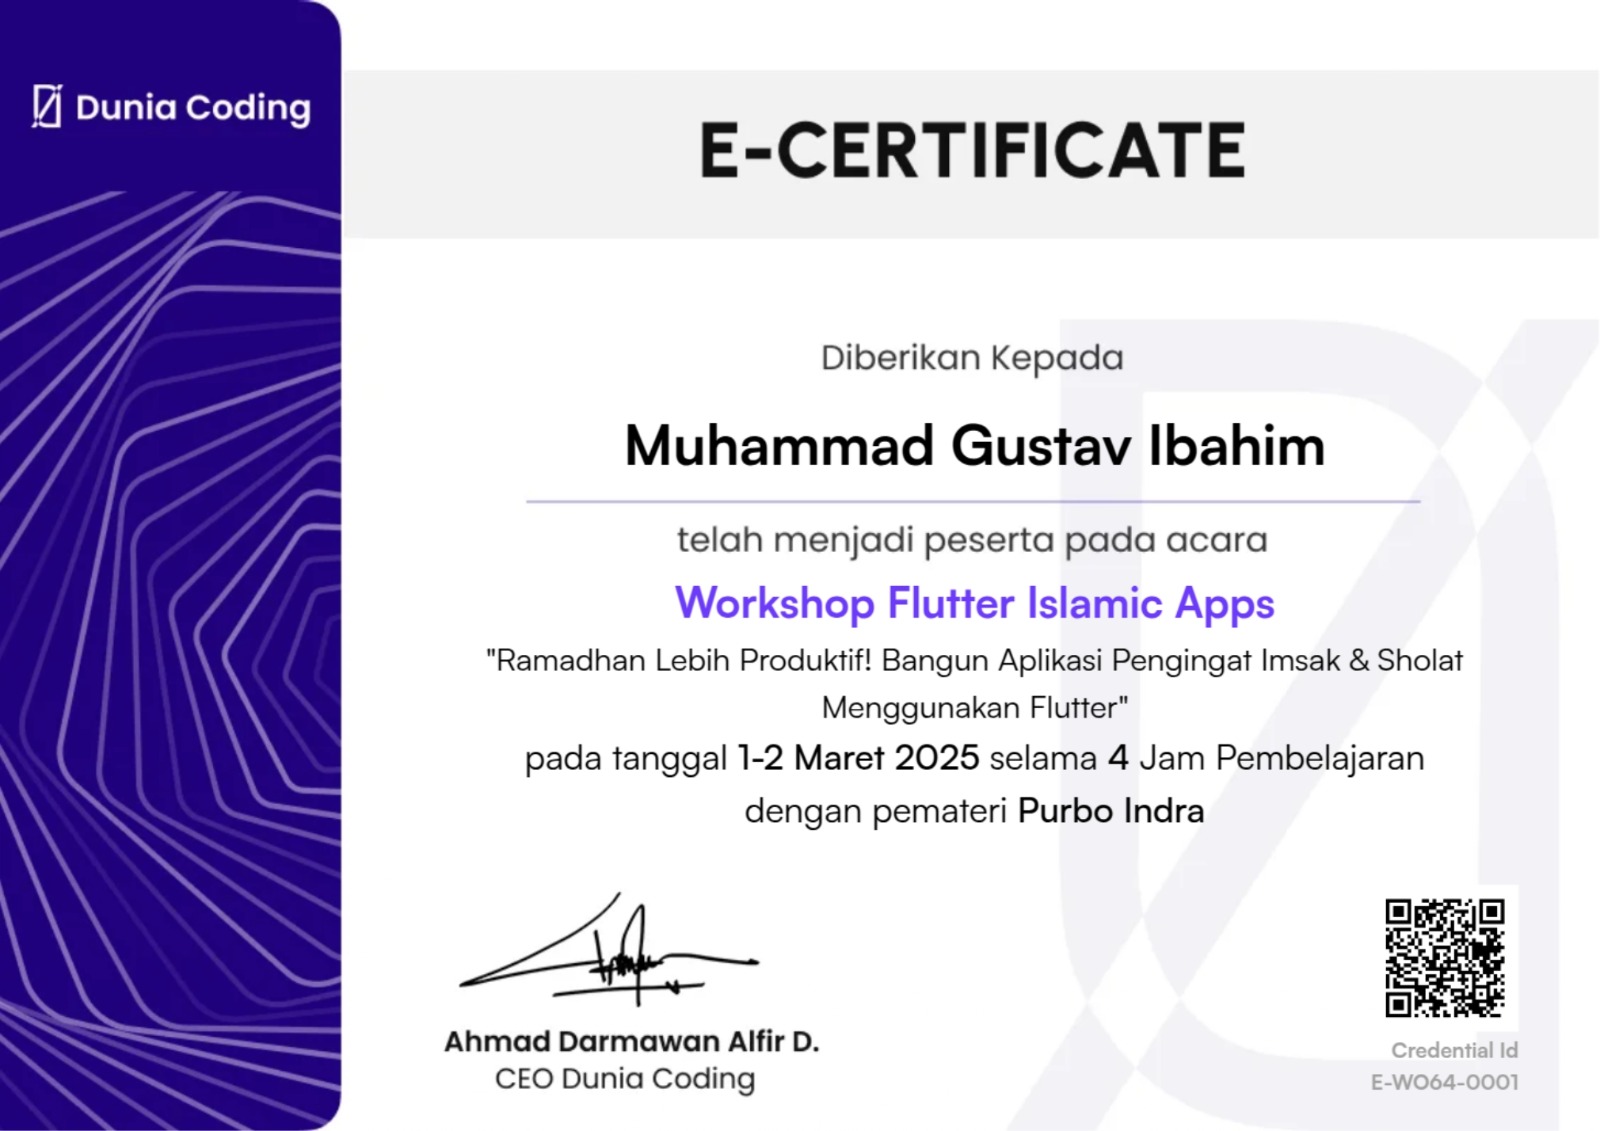 Dunia Coding
E-CERTIFICATE
Diberikan Kepada
Muhammad Gustav Ibahim
telah menjadi peserta pada acara
Workshop Flutter Islamic Apps
"Ramadhan Lebih Produktif! Bangun Aplikasi Pengingat Imsak & Sholat
Menggunakan Flutter"
pada tanggal 1-2 Maret 2025 selama 4 Jam Pembelajaran
dengan pemateri Purbo Indra
Ahmad Darmawan Alfir D.
CEO Dunia Coding
Credential Id
E-WO64-0001